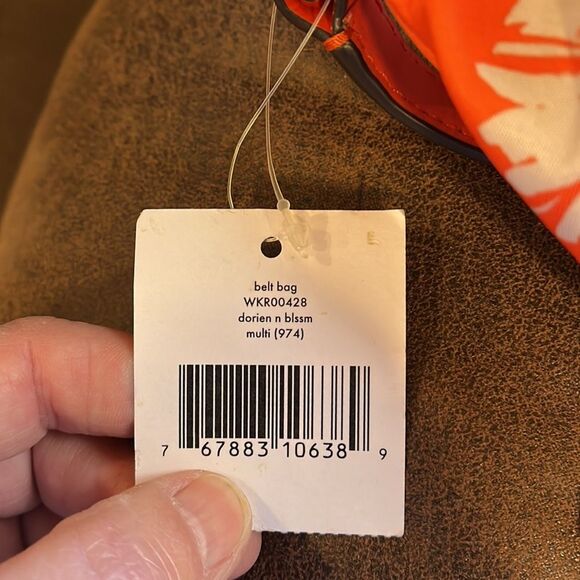 E
belt bag
WKR00428
dorien n blssm
multi (974)
7 67883 10638 9